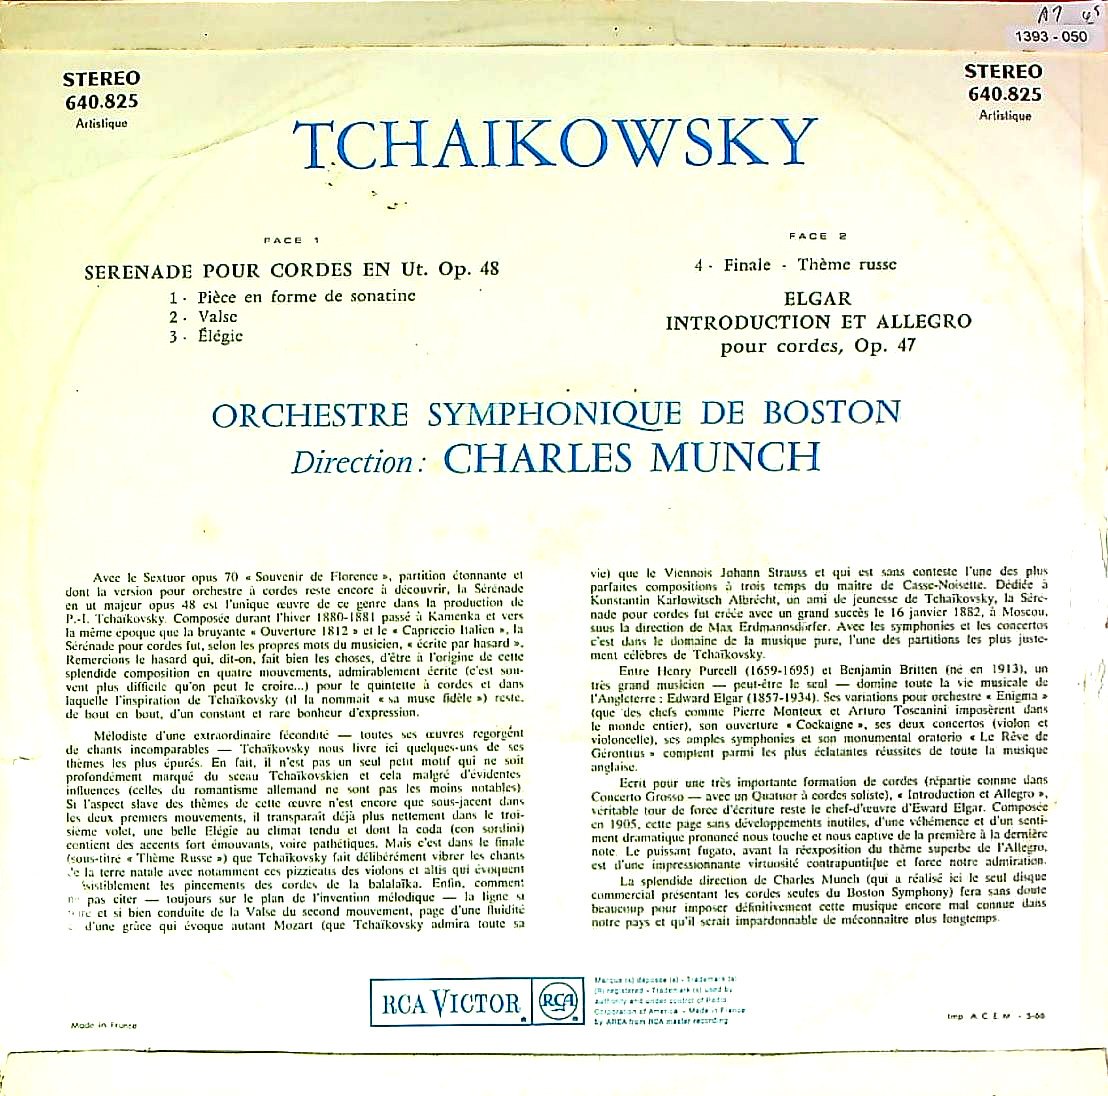 A7 45
1393 - 050
STEREO
640.825
Artistique
STEREO
640.825
Artistique
TCHAIKOWSKY
FACE 1
SERENADE POUR CORDES EN Ut. Op. 48
1 - Pièce en forme de sonatine
2 - Valse
3 - Élégie
FACE 2
4 - Finale - Thème russe
ELGAR
INTRODUCTION ET ALLEGRO
pour cordes, Op. 47
ORCHESTRE SYMPHONIQUE DE BOSTON
Direction : CHARLES MUNCH
Avec le Sextuor opus 70 « Souvenir de Florence », partition étonnante et
dont la version pour orchestre à cordes reste encore à découvrir, la Sérénade
en ut majeur opus 48 est l'unique œuvre de ce genre dans la production de
P.-I. Tchaïkovsky. Composée durant l'hiver 1880-1881 passé à Kamenka et vers
la même epoque que la bruyante « Ouverture 1812 » et le « Capriccio Italien », la
Sérénade pour cordes fut, selon les propres mots du musicien, « écrite par hasard ».
Remercions le hasard qui, dit-on, fait bien les choses, d'être à l'origine de cette
splendide composition en quatre mouvements, admirablement écrite (c'est sou-
vent plus difficile qu'on peut le croire...) pour le quintette à cordes et dans
laquelle l'inspiration de Tchaïkovsky (il la nommait « sa muse fidèle ») reste,
de bout en bout, d'un constant et rare bonheur d'expression.
Mélodiste d'une extraordinaire fécondité — toutes ses œuvres regorgent
de chants incomparables — Tchaïkovsky nous livre ici quelques-uns de ses
thèmes les plus épurés. En fait, il n'est pas un seul petit motif qui ne soit
profondément marqué du sceau Tchaïkovskien et cela malgré d'évidentes
influences (celles du romantisme allemand ne sont pas les moins notables)
Si l'aspect slave des thèmes de cette œuvre n'est encore que sous-jacent dans
les deux premiers mouvements, il transparaît déjà plus nettement dans le troi-
sième volet, une belle Elégie au climat tendu et dont la coda (con sordini)
contient des accents fort émouvants, voire pathétiques. Mais c'est dans le finale
(sous-titré « Thème Russe ») que Tchaïkovsky fait délibérément vibrer les chants
de la terre natale avec notamment ces pizzicatis des violons et altis qui évoquent
sistiblement les pincements des cordes de la balalaïka. Enfin, comment
pas citer — toujours sur le plan de l'invention mélodique — la ligne si
et si bien conduite de la Valse du second mouvement, page d'une fluidité
d'une grâce qui évoque autant Mozart (que Tchaïkovsky admira toute sa
vie) que le Viennois Johann Strauss et qui est sans conteste l'une des plus
parfaites compositions à trois temps du maître de Casse-Noisette. Dédiée à
Konstantin Karlowitsch Albrecht, un ami de jeunesse de Tchaïkovsky, la Séré-
nade pour cordes fut créée avec un grand succès le 16 janvier 1882, à Moscou,
sous la direction de Max Erdmannsdörfer. Avec les symphonies et les concertos
c'est dans le domaine de la musique pure, l'une des partitions les plus juste-
ment célèbres de Tchaïkovsky.
Entre Henry Purcell (1659-1695) et Benjamin Britten (né en 1913), un
très grand musicien — peut-être le seul — domine toute la vie musicale de
l'Angleterre : Edward Elgar (1857-1934). Ses variations pour orchestre « Enigma »
(que des chefs comme Pierre Monteux et Arturo Toscanini imposèrent dans
le monde entier), son ouverture « Cockaigne », ses deux concertos (violon et
violoncelle), ses amples symphonies et son monumental oratorio « Le Rêve de
Gérontius » comptent parmi les plus éclatantes réussites de toute la musique
anglaise.
Ecrit pour une très importante formation de cordes (répartie comme dans
Concerto Grosso — avec un Quatuor à cordes soliste), « Introduction et Allegro »,
véritable tour de force d'écriture reste le chef-d'œuvre d'Eward Elgar. Composée
en 1905, cette page sans développements inutiles, d'une véhémence et d'un senti-
ment dramatique prononcé nous touche et nous captive de la première à la dernière
note. Le puissant fugato, avant la réexposition du thème superbe de l'Allegro,
est d'une impressionnante virtuosité contrapuntique et force notre admiration.
La splendide direction de Charles Munch (qui a réalisé ici le seul disque
commercial présentant les cordes seules du Boston Symphony) fera sans doute
beaucoup pour imposer définitivement cette musique encore mal connue dans
notre pays et qu'il serait impardonnable de méconnaître plus longtemps.
RCA VICTOR
RCA
Marque (s) déposée (s) - Trademark (s)
(R) registered - Trademark (s) used by
authority and under control of Radio
Corporation of America - Made in France
by AREA from RCA master recording
Made in France
Imp A C E M - 3-66